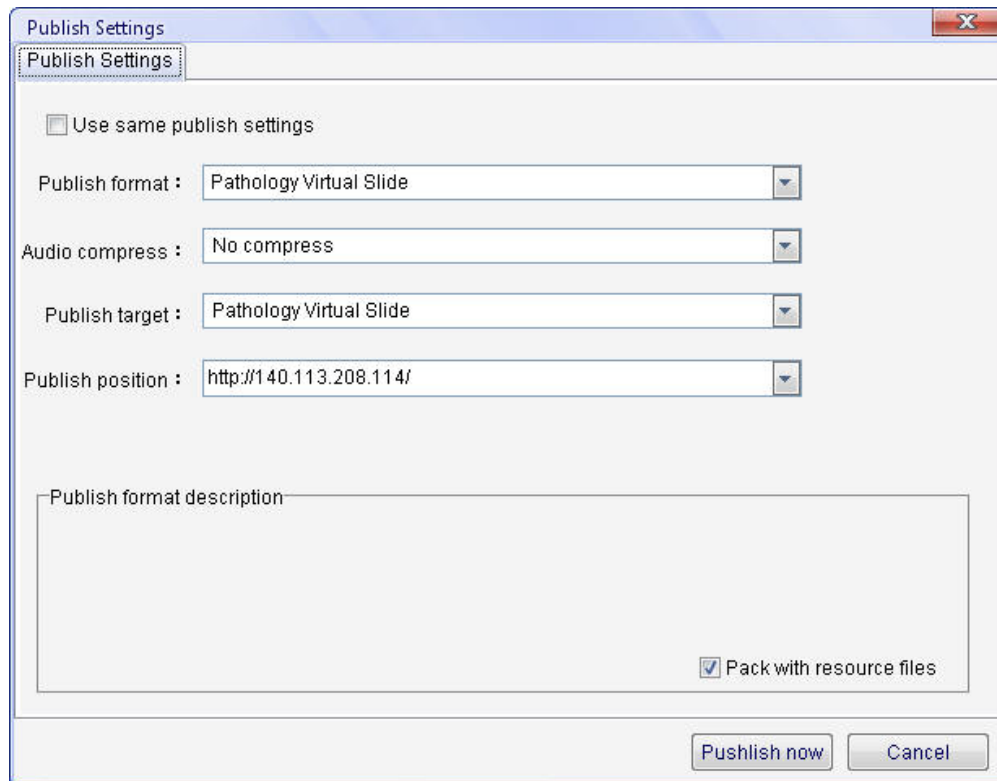 Publish Settings
Publish Settings
Use same publish settings
Publish format : Pathology Virtual Slide
Audio compress : No compress
Publish target : Pathology Virtual Slide
Publish position : http://140.113.208.114/
Publish format description
Pack with resource files
Pushlish now Cancel